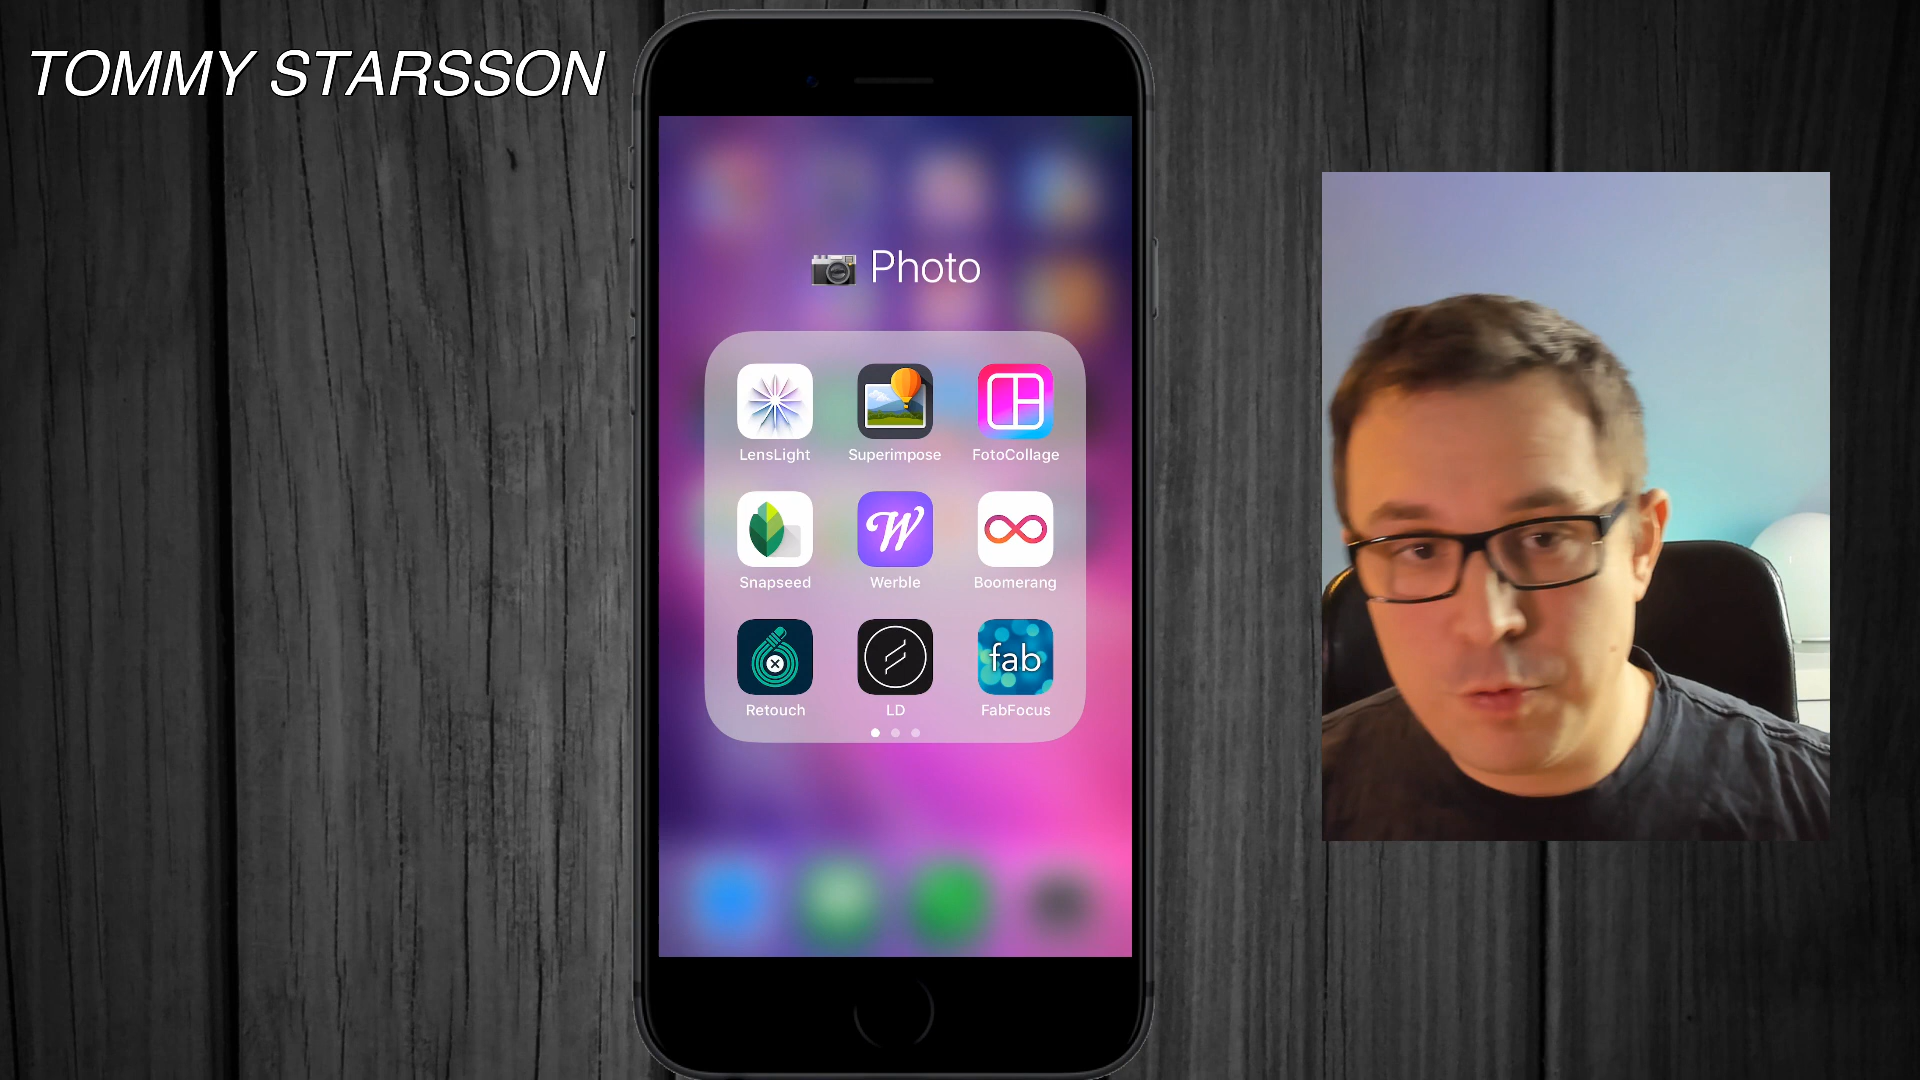 TOMMY STARSSON
Photo
LensLight
Superimpose
FotoCollage
Snapseed
W
Werble
Boomerang
fab
Retouch
LD
FabFocus